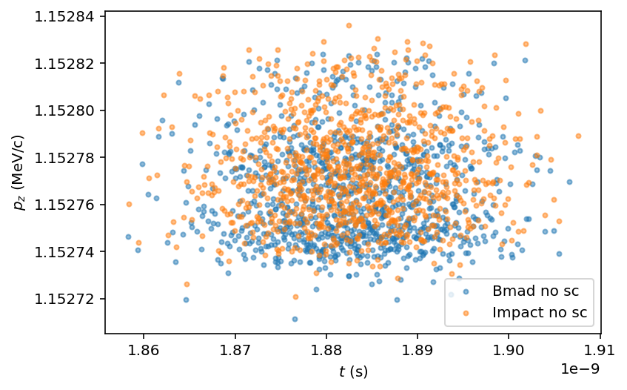 1.15284
1.15282
1.15280
1.15278
1.15276
1.15274
1.15272
p_z (MeV/c)
Bmad no sc
Impact no sc
1.86
1.87
1.88
1.89
1.90
1.91
t (s)
1e−9